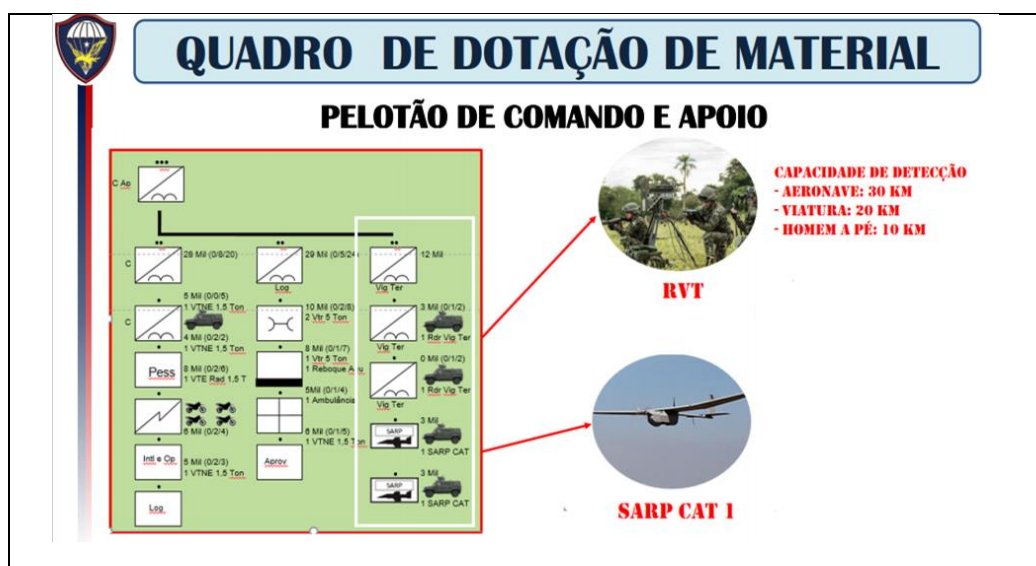 QUADRO DE DOTAÇÃO DE MATERIAL
PELOTÃO DE COMANDO E APOIO
C Ap
C
28 Mil (0/8/20)
29 Mil (0/5/24)
Log
12 Mil
Vig Ter
C
5 Mil (0/0/5)
1 VTNE 1,5 Ton
4 Mil (0/2/2)
1 VTNE 1,5 Ton
Pess
8 Mil (0/2/6)
1 VTE Rad 1,5 T
6 Mil (0/2/4)
Intl e Op
5 Mil (0/2/3)
1 VTNE 1,5 Ton
Log
10 Mil (0/2/8)
2 Vtr 5 Ton
8 Mil (0/1/7)
1 Vtr 5 Ton
1 Reboque
5Mil (0/1/4)
1 Ambulância
6 Mil (0/1/5)
1 VTNE 1,5 Ton
Aprov
3 Mil (0/1/2)
1 Rdr Vig Ter
Vig Ter
0 Mil (0/1/2)
1 Rdr Vig Ter
Vig Ter
SARP
3 Mil
1 SARP CAT
SARP
3 Mil
1 SARP CAT
RVT
CAPACIDADE DE DETECÇÃO
- AERONAVE: 30 KM
- VIATURA: 20 KM
- HOMEM A PÉ: 10 KM
SARP CAT 1